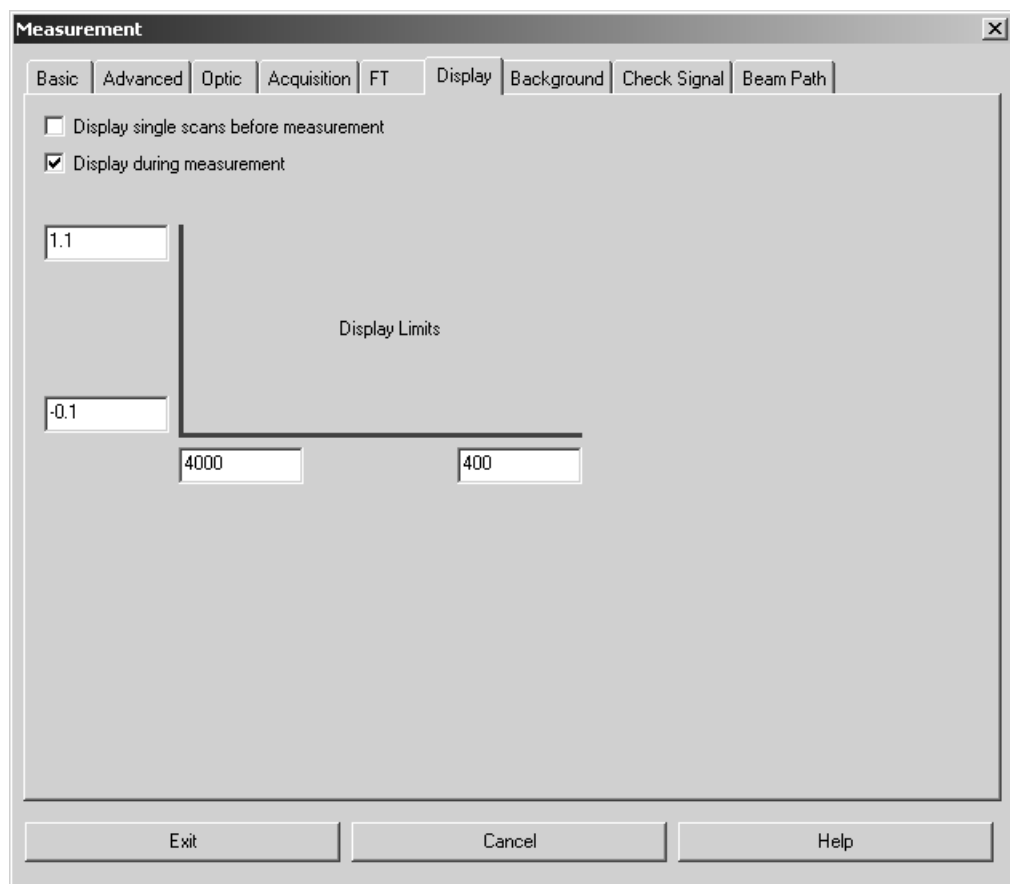 Measurement
Basic Advanced Optic Acquisition FT Display Background Check Signal Beam Path
Display single scans before measurement
Display during measurement
1.1
Display Limits
-0.1
4000 400
Exit Cancel Help